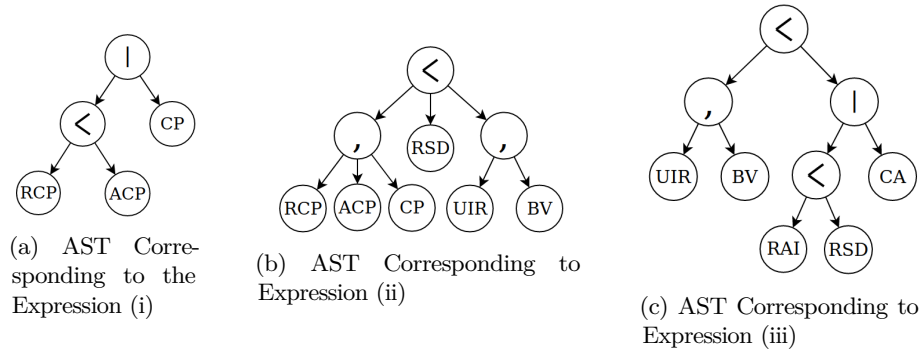 |
<
CP
RCP
ACP
(a) AST Corre-
sponding to the
Expression (i)
<
,
RSD
,
RCP
ACP
CP
UIR
BV
(b) AST Corresponding to
Expression (ii)
<
,
|
UIR
BV
<
CA
RAI
RSD
(c) AST Corresponding to
Expression (iii)